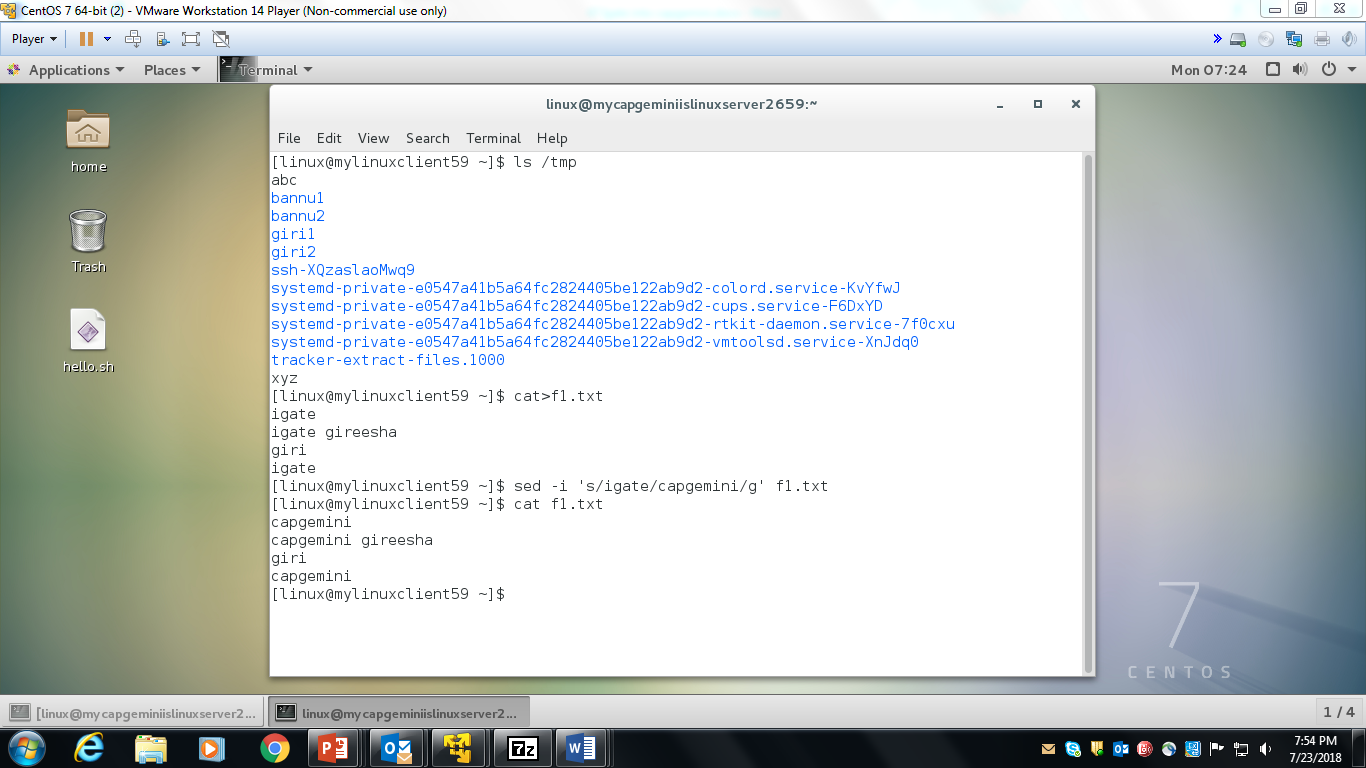 CentOS 7 64-bit (2) - VMware Workstation 14 Player (Non-commercial use only)
Player
Applications Places Terminal Mon 07:24
linux@mycapgeminiislinuxserver2659:~
File Edit View Search Terminal Help
[linux@mylinuxclient59 ~]$ ls /tmp
abc
bannu1
bannu2
giri1
giri2
ssh-XQzaslaoMwq9
systemd-private-e0547a41b5a64fc2824405be122ab9d2-colord.service-KvYfwJ
systemd-private-e0547a41b5a64fc2824405be122ab9d2-cups.service-F6DxYD
systemd-private-e0547a41b5a64fc2824405be122ab9d2-rtkit-daemon.service-7f0cxu
systemd-private-e0547a41b5a64fc2824405be122ab9d2-vmtoolsd.service-XnJdq0
tracker-extract-files.1000
xyz
[linux@mylinuxclient59 ~]$ cat>f1.txt
igate
igate gireesha
giri
igate
[linux@mylinuxclient59 ~]$ sed -i 's/igate/capgemini/g' f1.txt
[linux@mylinuxclient59 ~]$ cat f1.txt
capgemini
capgemini gireesha
giri
capgemini
[linux@mylinuxclient59 ~]$
home
Trash
hello.sh
7
CENTOS
[linux@mycapgeminiislinuxserver2...
linux@mycapgeminiislinuxserver2...
1 / 4
7z
7:54 PM
7/23/2018